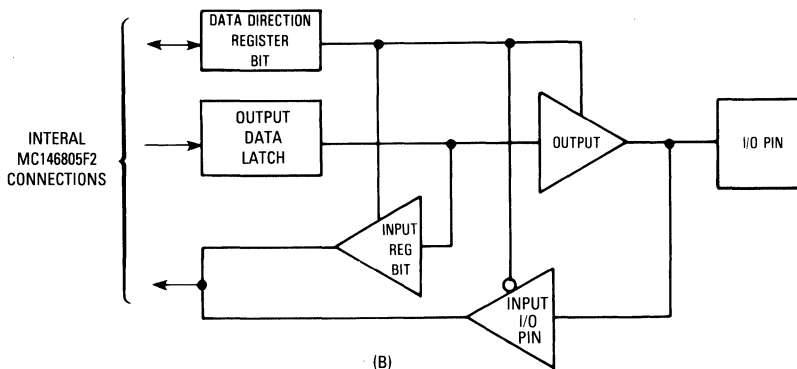 DATA DIRECTION
REGISTER
BIT
OUTPUT
DATA
LATCH
INTERAL
MC146805F2
CONNECTIONS
OUTPUT
I/O PIN
INPUT
REG
BIT
INPUT
I/O
PIN
(B)